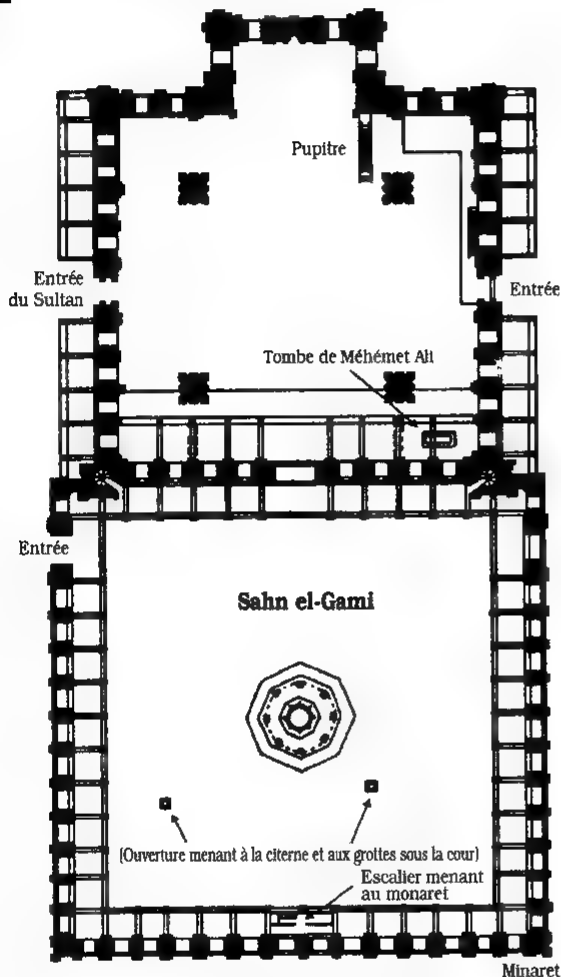 Pupitre
Entrée
du Sultan
Entrée
Tombe de Méhémet Ali
Entrée
Sahn el-Gami
(Ouverture menant à la citerne et aux grottes sous la cour)
Escalier menant
au monaret
Minaret